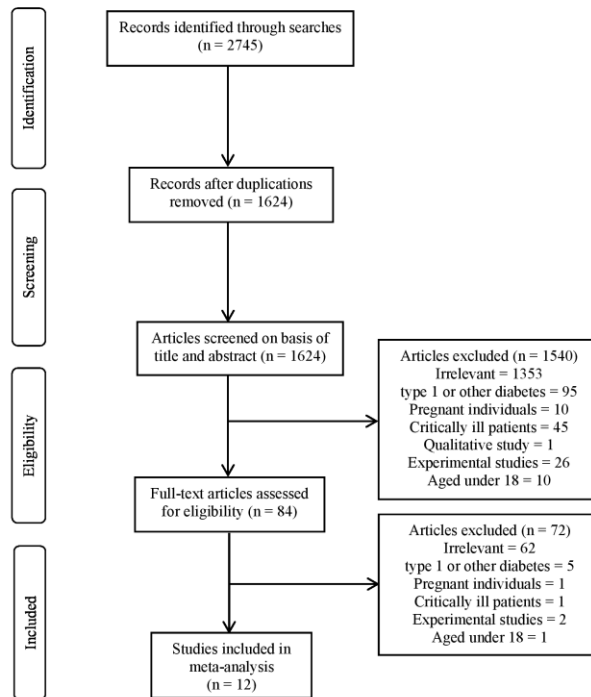 Identification
Records identified through searches
(n = 2745)
Records after duplications
removed (n = 1624)
Screening
Articles screened on basis of
title and abstract (n = 1624)
Articles excluded (n = 1540)
Irrelevant = 1353
type 1 or other diabetes = 95
Pregnant individuals = 10
Critically ill patients = 45
Qualitative study = 1
Experimental studies = 26
Aged under 18 = 10
Eligibility
Full-text articles assessed
for eligibility (n = 84)
Articles excluded (n = 72)
Irrelevant = 62
type 1 or other diabetes = 5
Pregnant individuals = 1
Critically ill patients = 1
Experimental studies = 2
Aged under 18 = 1
Included
Studies included in
meta-analysis
(n = 12)